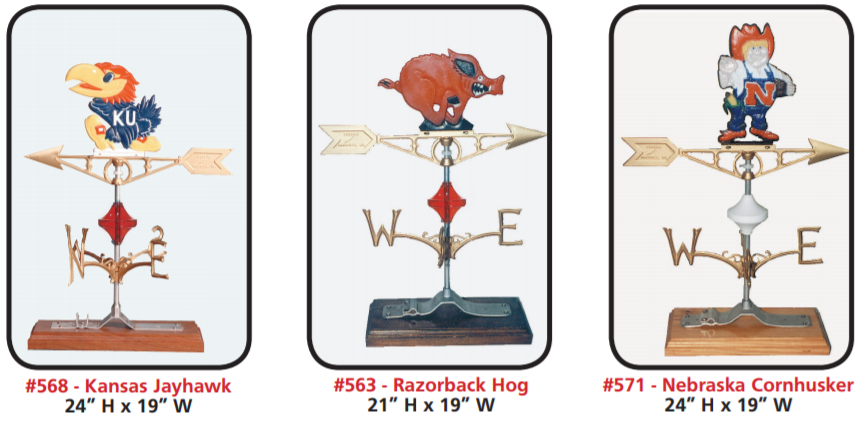 KU
N E
#568 - Kansas Jayhawk
24” H x 19” W
W E
#563 - Razorback Hog
21” H x 19” W
N
W E
#571 - Nebraska Cornhusker
24” H x 19” W